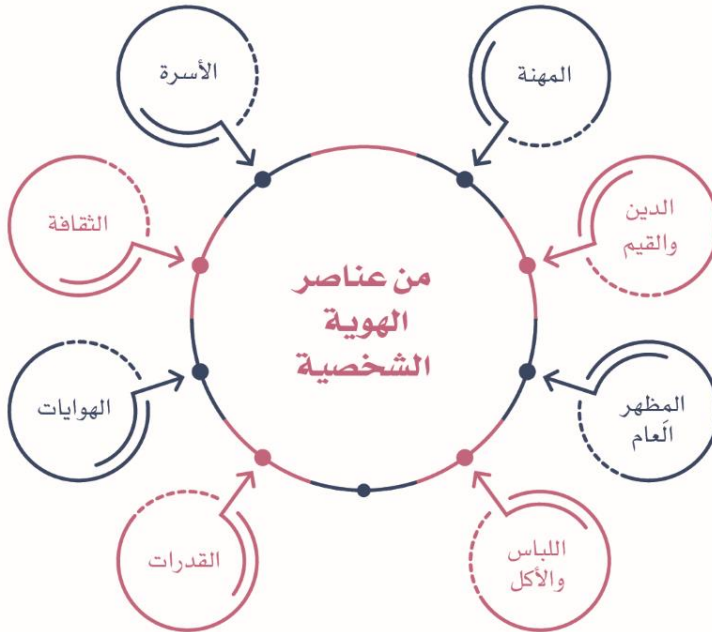 من عناصر
الهوية
الشخصية
المهنة
الدين
والقيم
المظهر
العام
اللباس
والأكل
القدرات
الهوايات
الثقافة
الأسرة